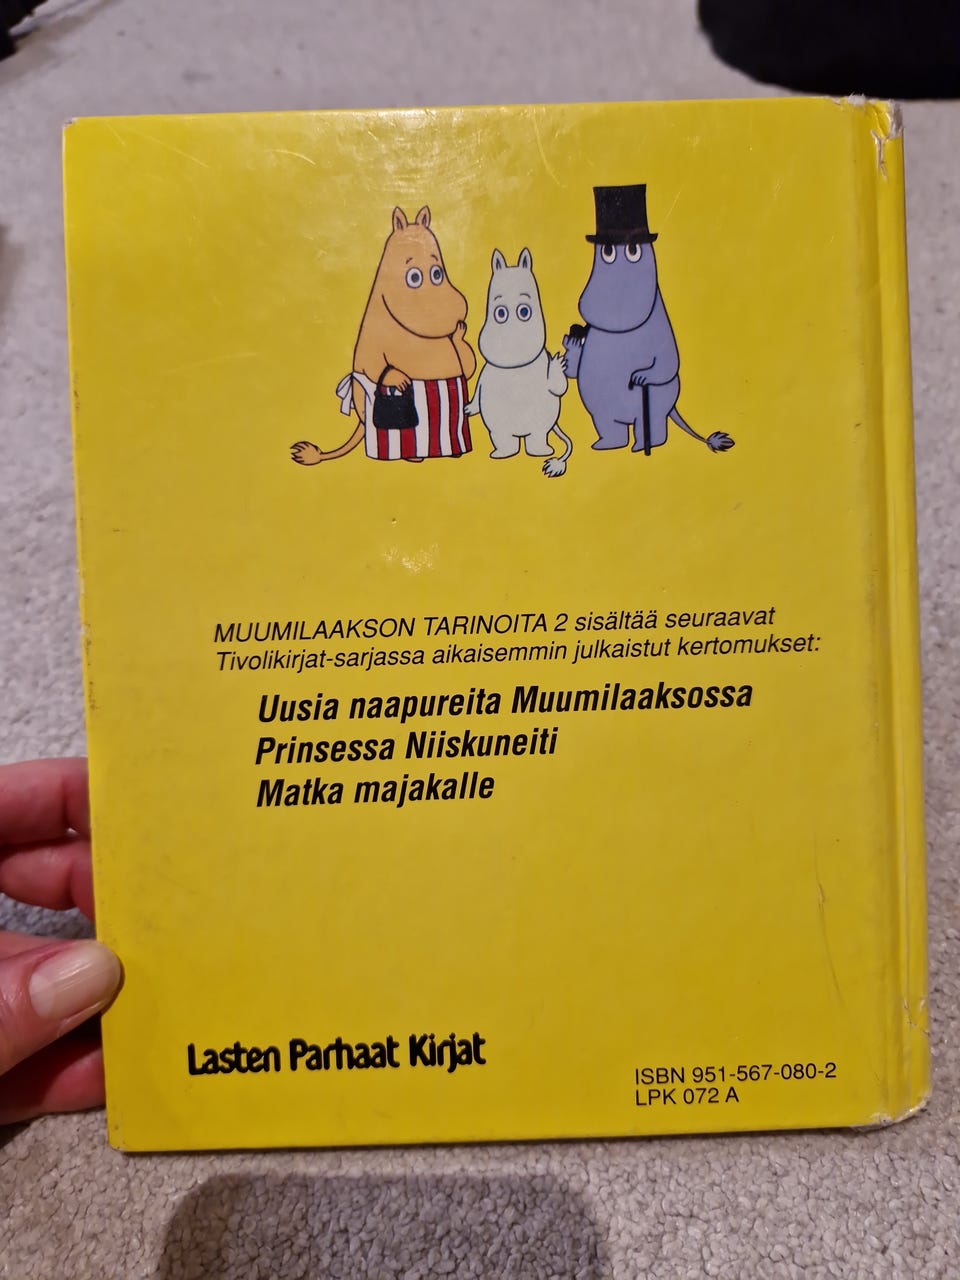 MUUMILAAKSON TARINOITA 2 sisältää seuraavat
Tivolikirjat-sarjassa aikaisemmin julkaistut kertomukset:
Uusia naapureita Muumilaaksossa
Prinsessa Niiskuneiti
Matka majakalle
Lasten Parhaat Kirjat
ISBN 951-567-080-2
LPK 072 A